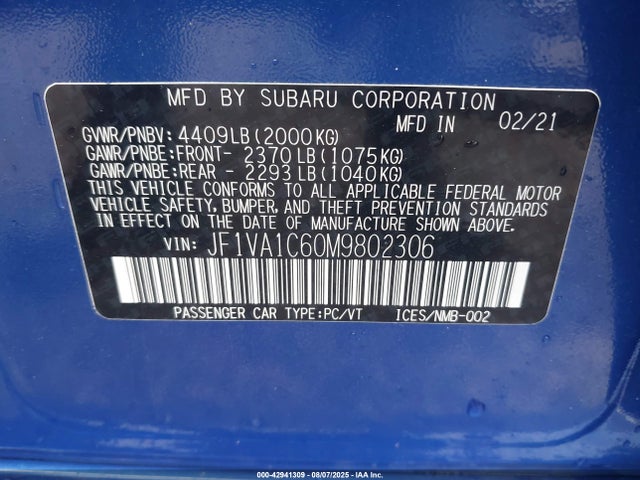 MFD BY SUBARU CORPORATION
MFD IN 02/21
GVWR/PNBV: 4409LB(2000KG)
GAWR/PNBE:FRONT- 2370LB(1075KG)
GAWR/PNBE:REAR - 2293LB(1040KG)
THIS VEHICLE CONFORMS TO ALL APPLICABLE FEDERAL MOTOR
VEHICLE SAFETY, BUMPER, AND THEFT PREVENTION STANDARDS
IN EFFECT ON THE DATE OF MANUFACTURE SHOWN ABOVE.
VIN: JF1VA1C60M9802306
PASSENGER CAR TYPE:PC/VT ICES/NMB-002
000-42941309 - 08/07/2025 - IAA Inc.